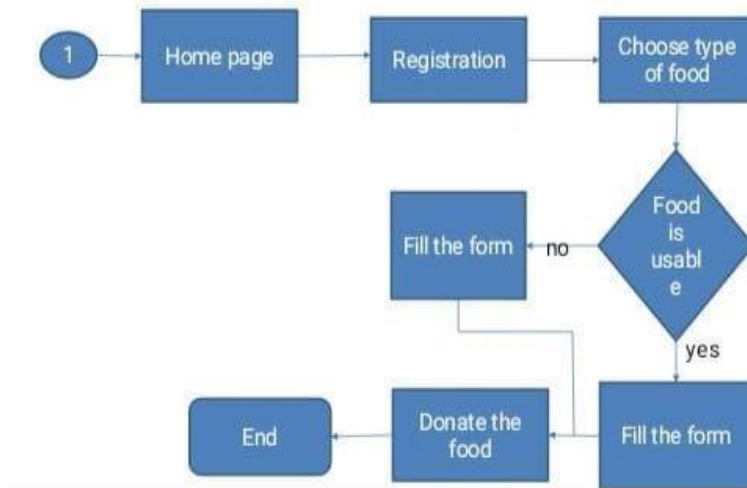 1
Home page
Registration
Choose type
of food
Food
is
usabl
e
no
Fill the form
yes
Fill the form
Donate the
food
End